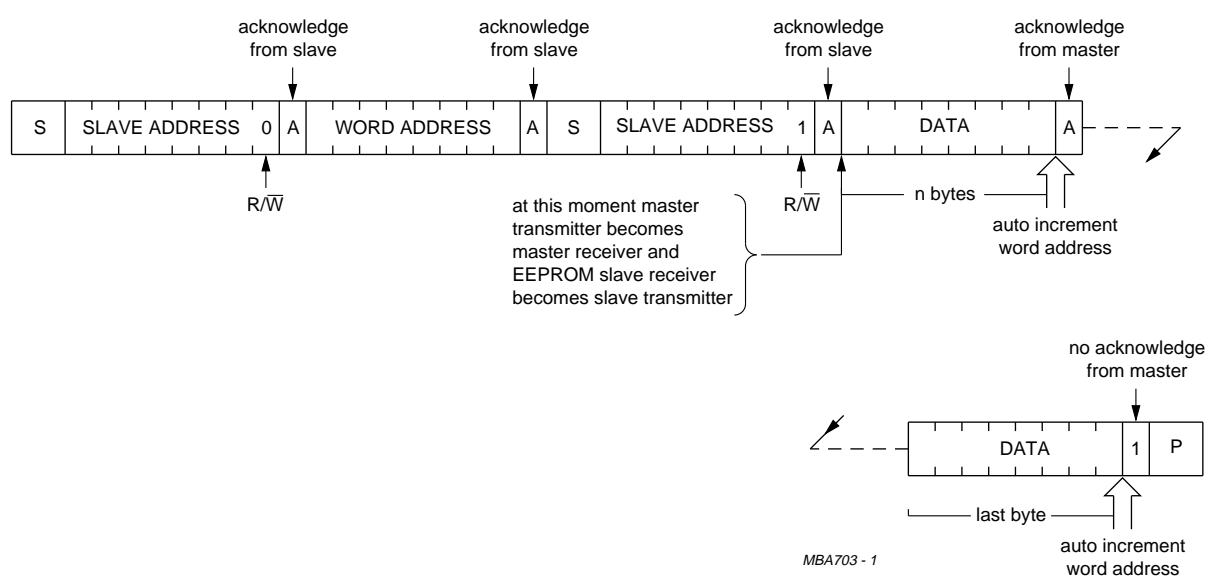 acknowledge
from slave
acknowledge
from slave
acknowledge
from slave
acknowledge
from master
S SLAVE ADDRESS 0 A WORD ADDRESS A S SLAVE ADDRESS 1 A DATA A
R/W̅
R/W̅
n bytes
at this moment master
transmitter becomes
master receiver and
EEPROM slave receiver
becomes slave transmitter
auto increment
word address
no acknowledge
from master
DATA 1 P
last byte
auto increment
word address
MBA703 - 1